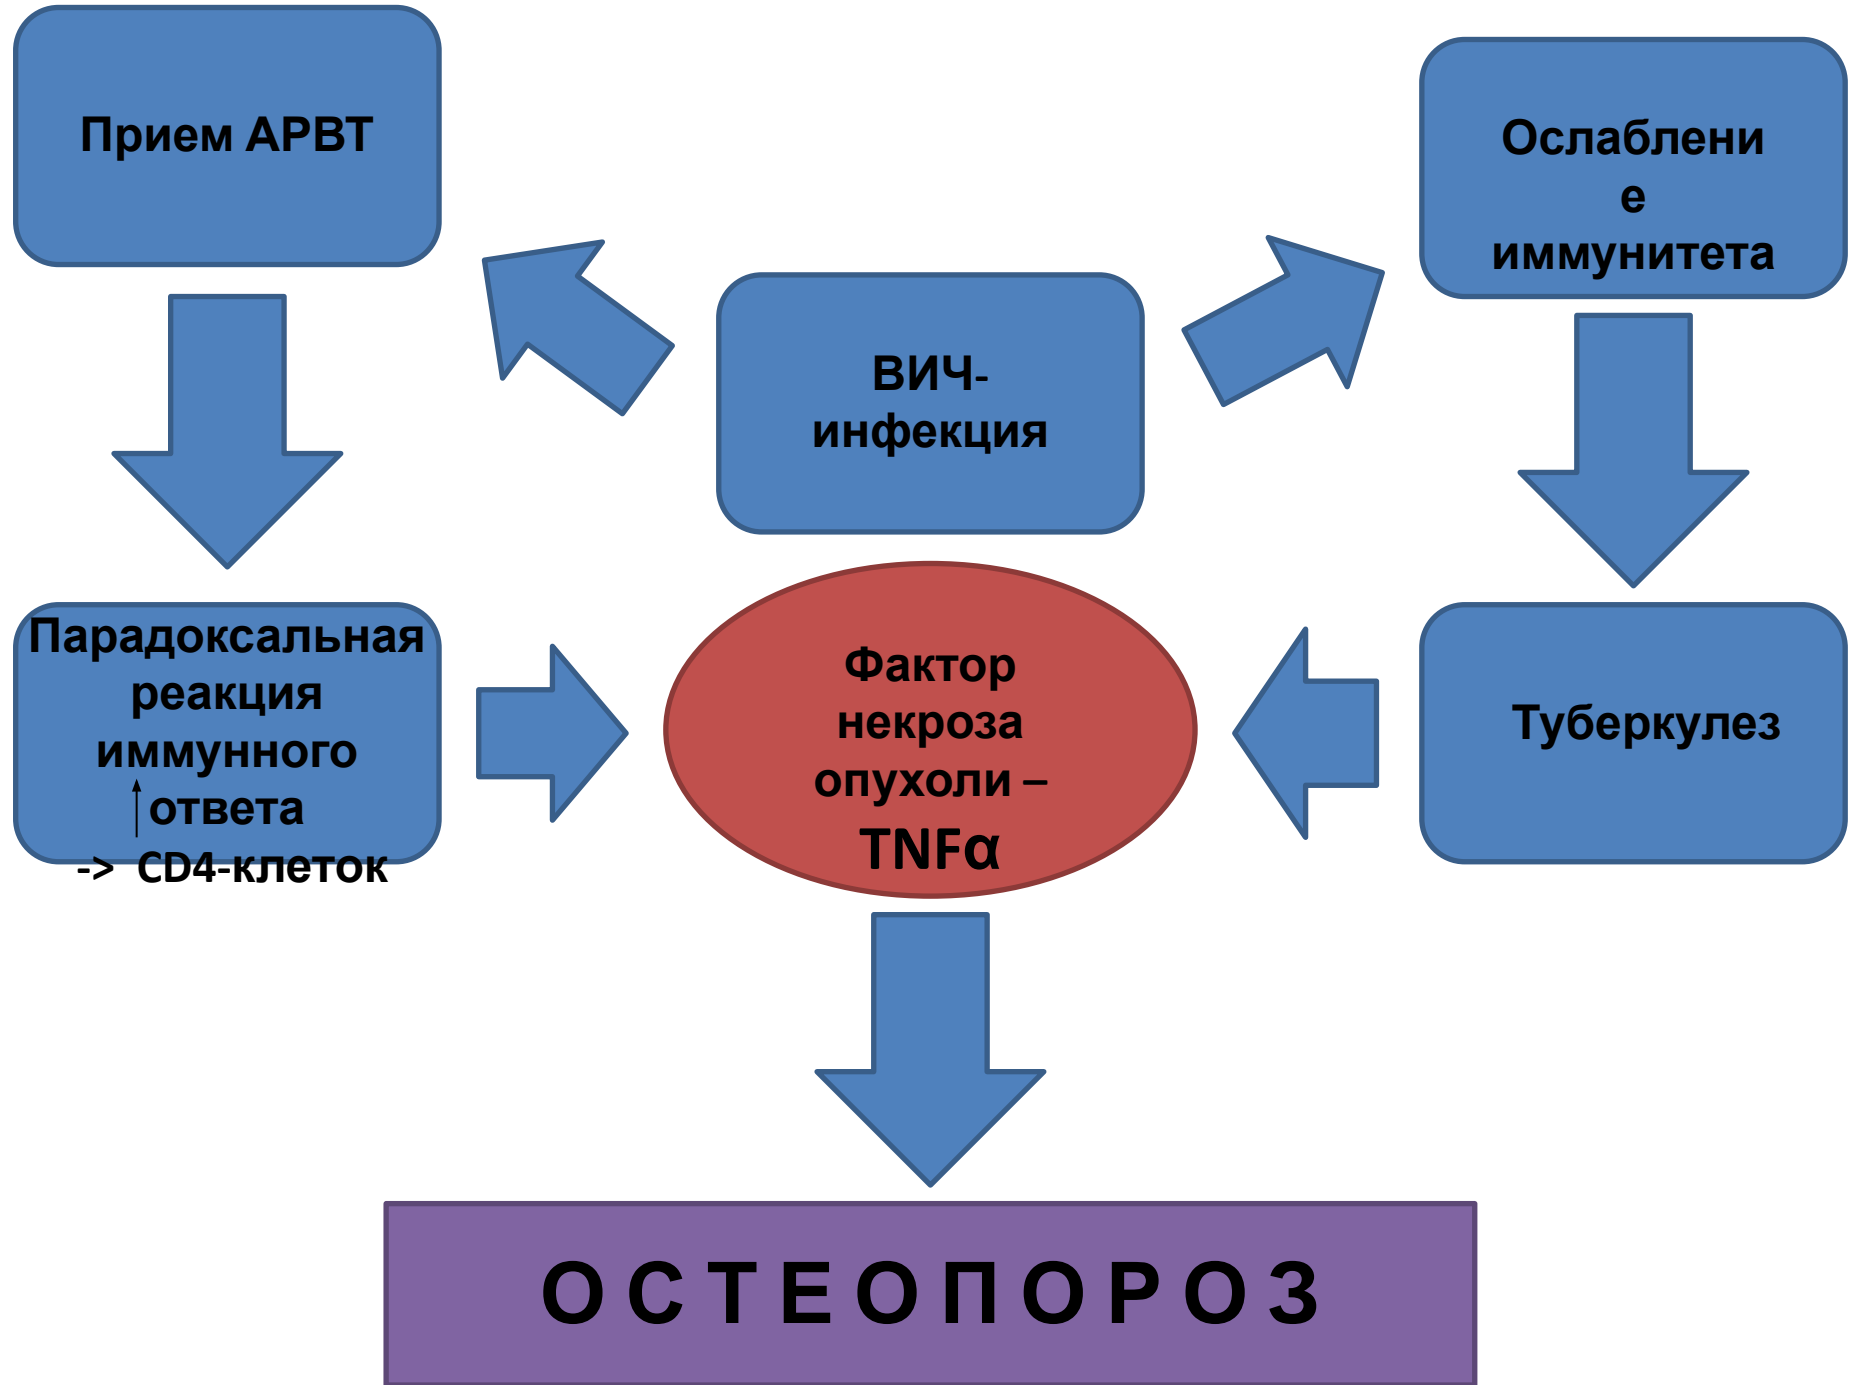 Прием АРВТ
Ослаблени
е
иммунитета
ВИЧ-
инфекция
Парадоксальная
реакция
иммунного
ответа
-> CD4-клеток
Фактор
некроза
опухоли –
TNFα
Туберкулез
О С Т Е О П О Р О З